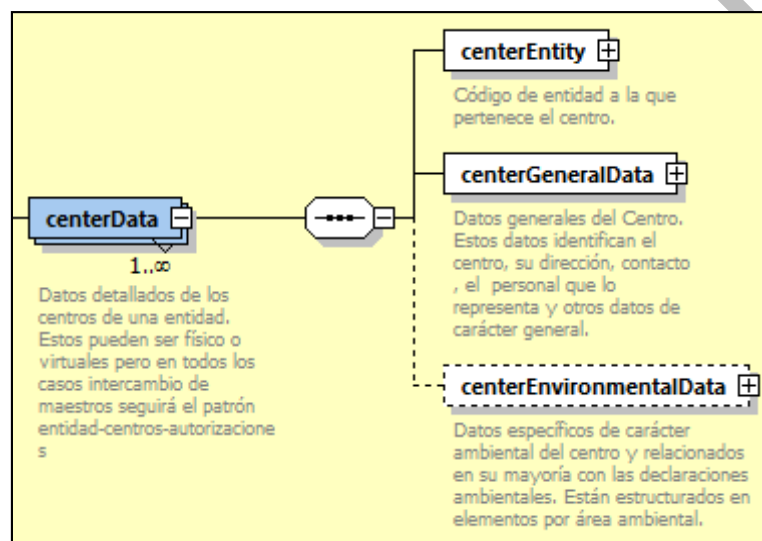 centerEntity
Código de entidad a la que
pertenece el centro.
centerGeneralData
Datos generales del Centro.
Estos datos identifican el
centro, su dirección, contacto
, el personal que lo
representa y otros datos de
carácter general.
centerData
1..∞
Datos detallados de los
centros de una entidad.
Estos pueden ser físico o
virtuales pero en todos los
casos intercambio de
maestros seguirá el patrón
entidad-centros-autorizacione
s
centerEnvironmentalData
Datos específicos de carácter
ambiental del centro y relacionados
en su mayoría con las declaraciones
ambientales. Están estructurados en
elementos por área ambiental.